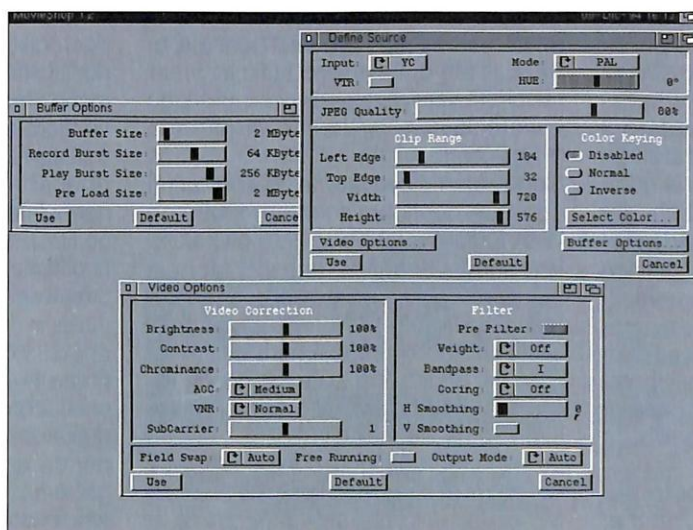 MovieShop 1.2
Define Source
Input: YC
Mode: PAL
VTR:
HUE: 0°
JPEG Quality: 80%
Clip Range
Left Edge: 184
Top Edge: 32
Width: 720
Height: 576
Color Keying
Disabled
Normal
Inverse
Select Color...
Video Options...
Buffer Options...
Use
Default
Cancel
Buffer Options
Buffer Size: 2 MByte
Record Burst Size: 64 KByte
Play Burst Size: 256 KByte
Pre Load Size: 2 MByte
Use
Default
Cance
Video Options
Video Correction
Brightness: 100%
Contrast: 100%
Chrominance: 100%
AGC: Medium
VNR: Normal
SubCarrier: 1
Filter
Pre Filter:
Weight: Off
Bandpass: I
Coring: Off
H Smoothing: 0
V Smoothing:
Field Swap: Auto
Free Running:
Output Mode: Auto
Use
Default
Cancel